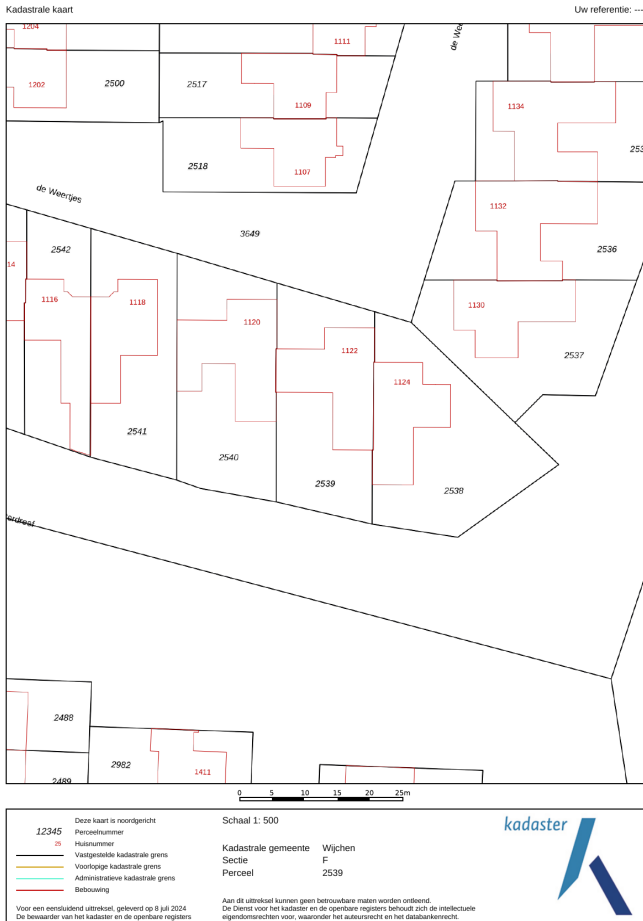 Kadastrale kaart
Uw referentie: ---
1204
1111
de Wee
1202
2500
2517
1109
1134
2518
1107
253
de Weertjes
1132
3649
2536
14
2542
1116
1118
1120
1130
1122
2537
1124
2541
2540
2539
2538
erdreef
2488
2982
1411
2489
0 5 10 15 20 25m
Deze kaart is noordgericht
12345 Perceelnummer
25 Huisnummer
Vastgestelde kadastrale grens
Voorlopige kadastrale grens
Administratieve kadastrale grens
Bebouwing
Voor een eensluidend uittreksel, geleverd op 8 juli 2024
De bewaarder van het kadaster en de openbare registers
Schaal 1: 500
Kadastrale gemeente Wijchen
Sectie F
Perceel 2539
Aan dit uittreksel kunnen geen betrouwbare maten worden ontleend.
De Dienst voor het kadaster en de openbare registers behoudt zich de intellectuele
eigendomsrechten voor, waaronder het auteursrecht en het databankenrecht.
kadaster